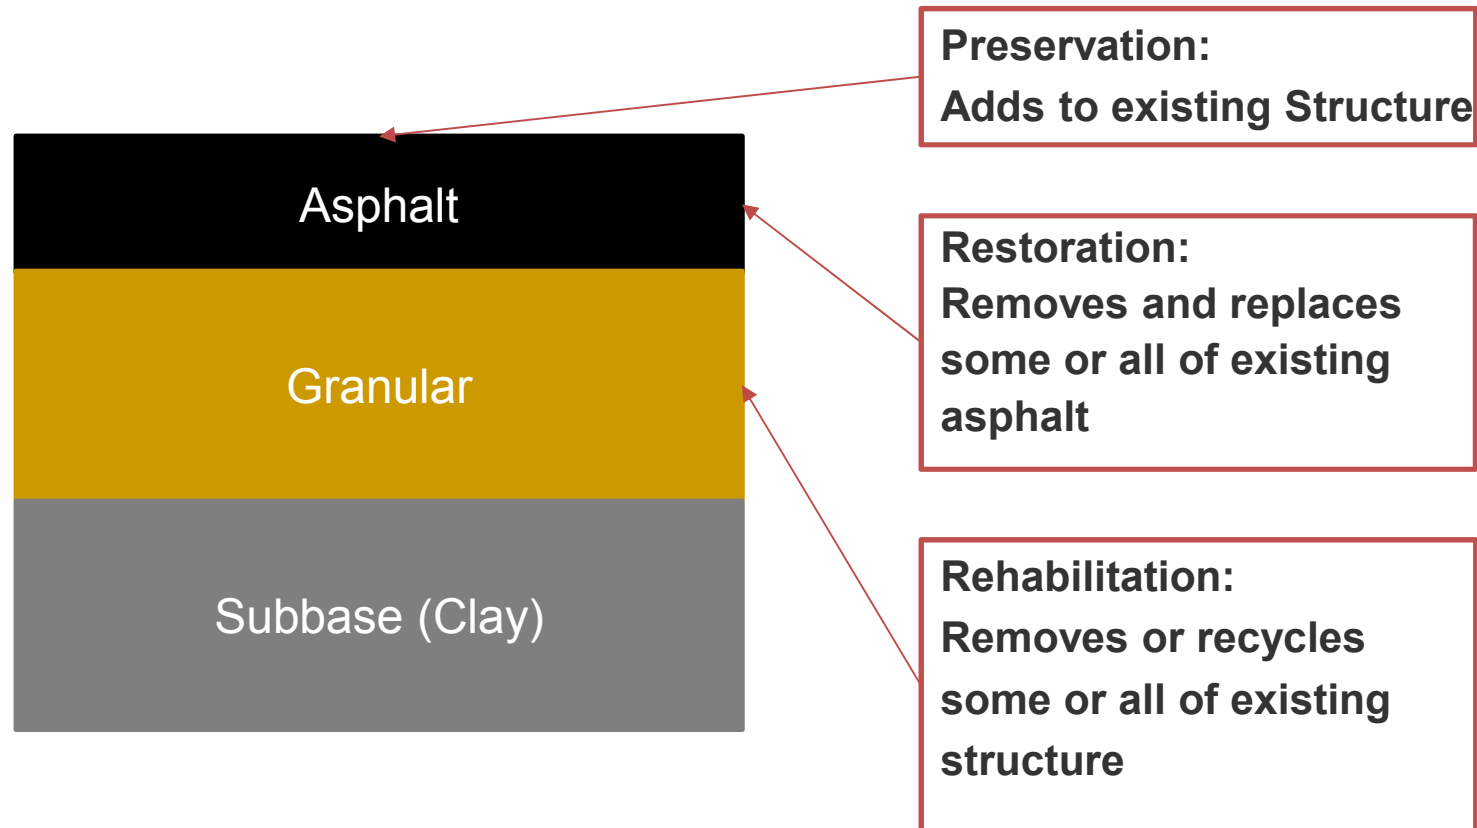 Preservation:
Adds to existing Structure
Asphalt
Restoration:
Removes and replaces
some or all of existing
asphalt
Granular
Rehabilitation:
Removes or recycles
some or all of existing
structure
Subbase (Clay)